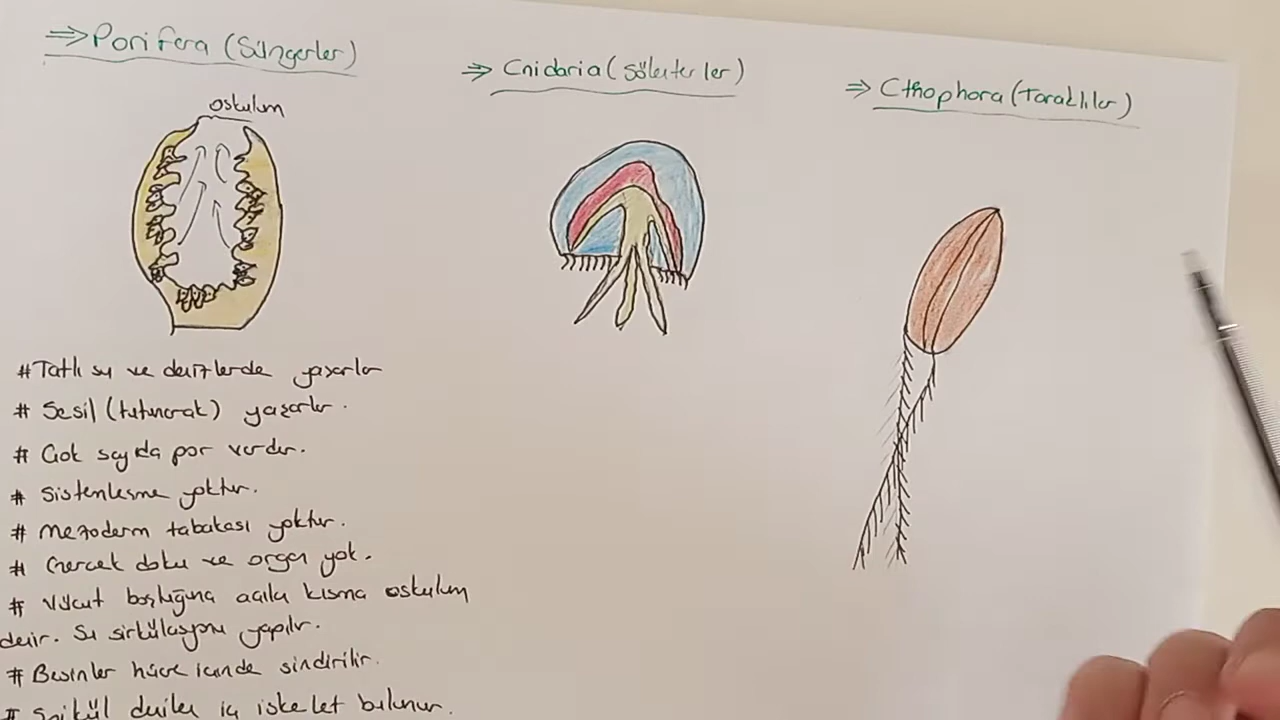 ⇒ Porifera (Süngerler)
oskulum
# Tatlı su ve denizlerde yaşarlar
# Sesil (tutunarak) yaşarlar.
# Çok sayıda por vardır.
# Sistemleşme yoktur.
# Mezoderm tabakası yoktur.
# Gerçek doku ve organ yok.
# Vücut boşluğuna açılan kısma oskulum
denir. Su sirkülasyonu yapılır.
# Besinler hücre içinde sindirilir.
# Spikül denilen iç iskelet bulunur.
⇒ Cnidaria (Sölenterler)
⇒ Cthophora (Taraklılar)